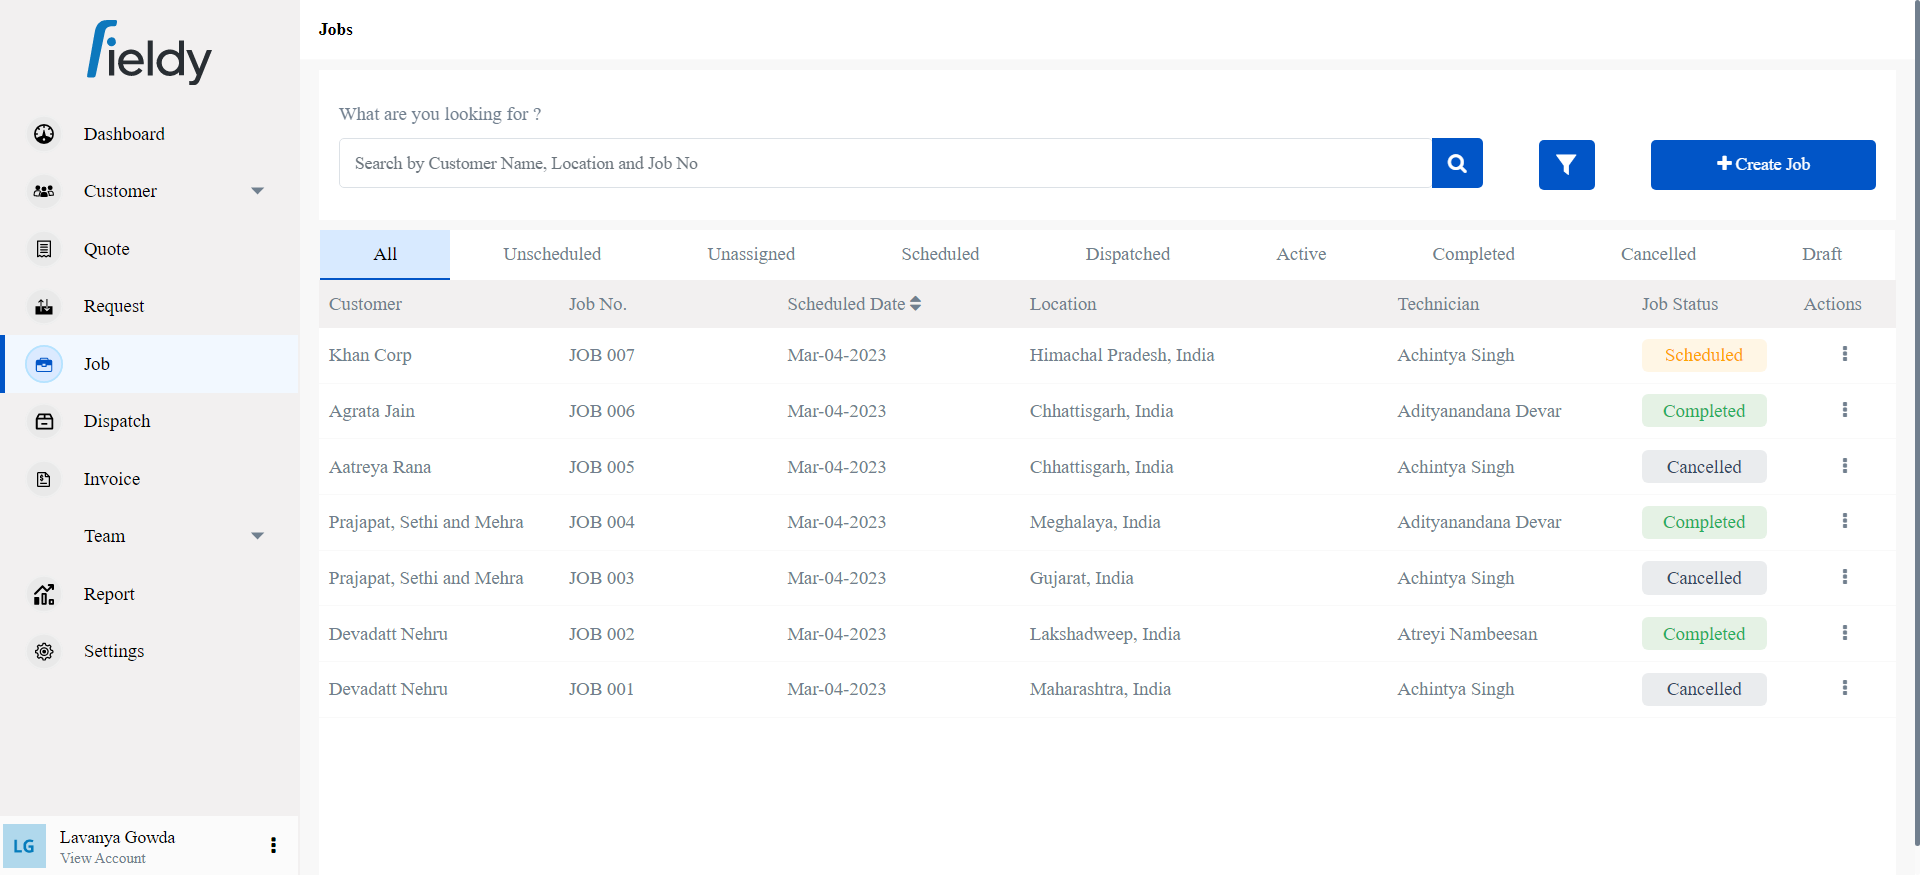 fieldy
Dashboard
Customer
Quote
Request
Job
Dispatch
Invoice
Team
Report
Settings
LG
Lavanya Gowda
View Account
Jobs
What are you looking for ?
Search by Customer Name, Location and Job No
Create Job
All Unscheduled Unassigned Scheduled Dispatched Active Completed Cancelled Draft
Customer Job No. Scheduled Date Location Technician Job Status Actions
Khan Corp JOB 007 Mar-04-2023 Himachal Pradesh, India Achintya Singh Scheduled
Agrata Jain JOB 006 Mar-04-2023 Chhattisgarh, India Adityanandana Devar Completed
Aatreya Rana JOB 005 Mar-04-2023 Chhattisgarh, India Achintya Singh Cancelled
Prajapat, Sethi and Mehra JOB 004 Mar-04-2023 Meghalaya, India Adityanandana Devar Completed
Prajapat, Sethi and Mehra JOB 003 Mar-04-2023 Gujarat, India Achintya Singh Cancelled
Devadatt Nehru JOB 002 Mar-04-2023 Lakshadweep, India Atreyi Nambeesan Completed
Devadatt Nehru JOB 001 Mar-04-2023 Maharashtra, India Achintya Singh Cancelled